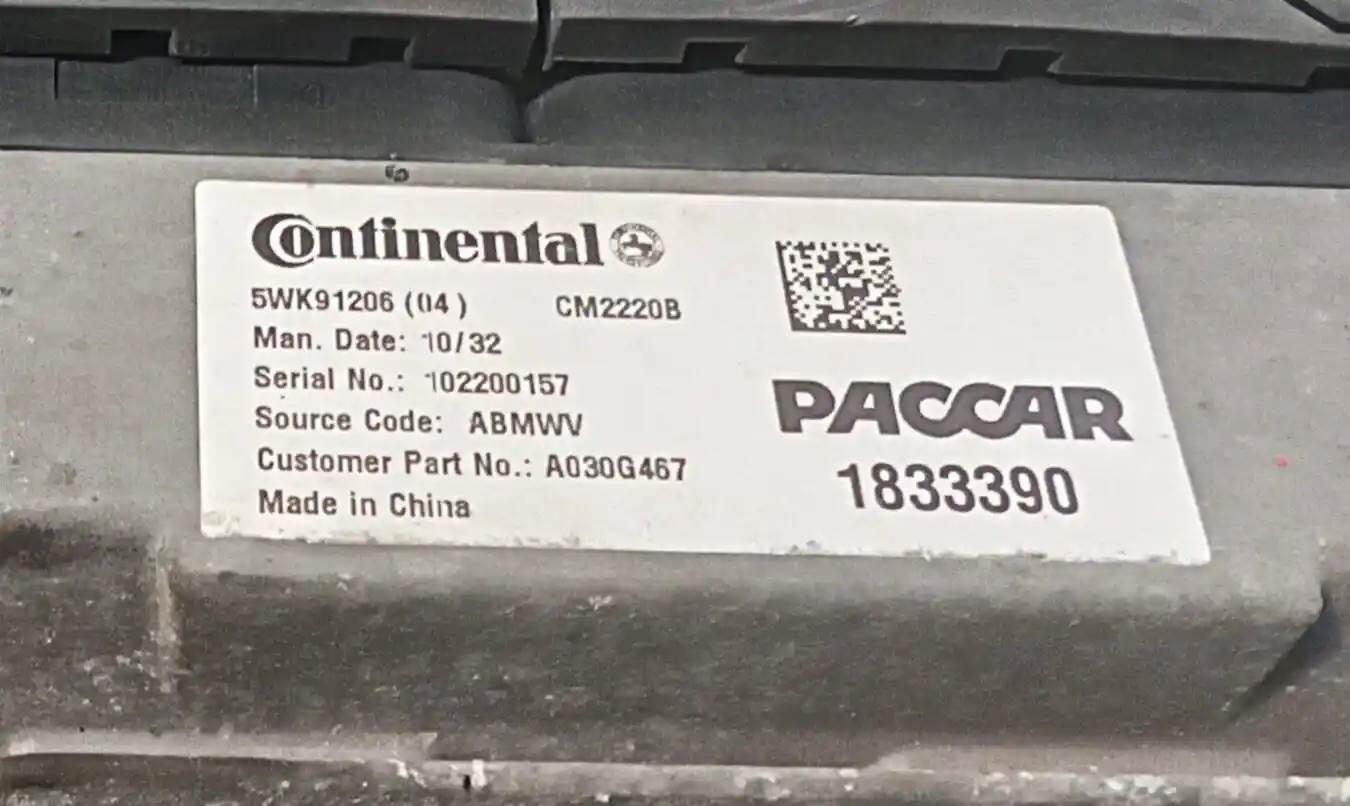 Continental
5WK91206 (04 ) CM2220B
Man. Date: 10/32
Serial No.: 102200157
Source Code: ABMWV
Customer Part No.: A030G467
Made in China
PACCAR
1833390